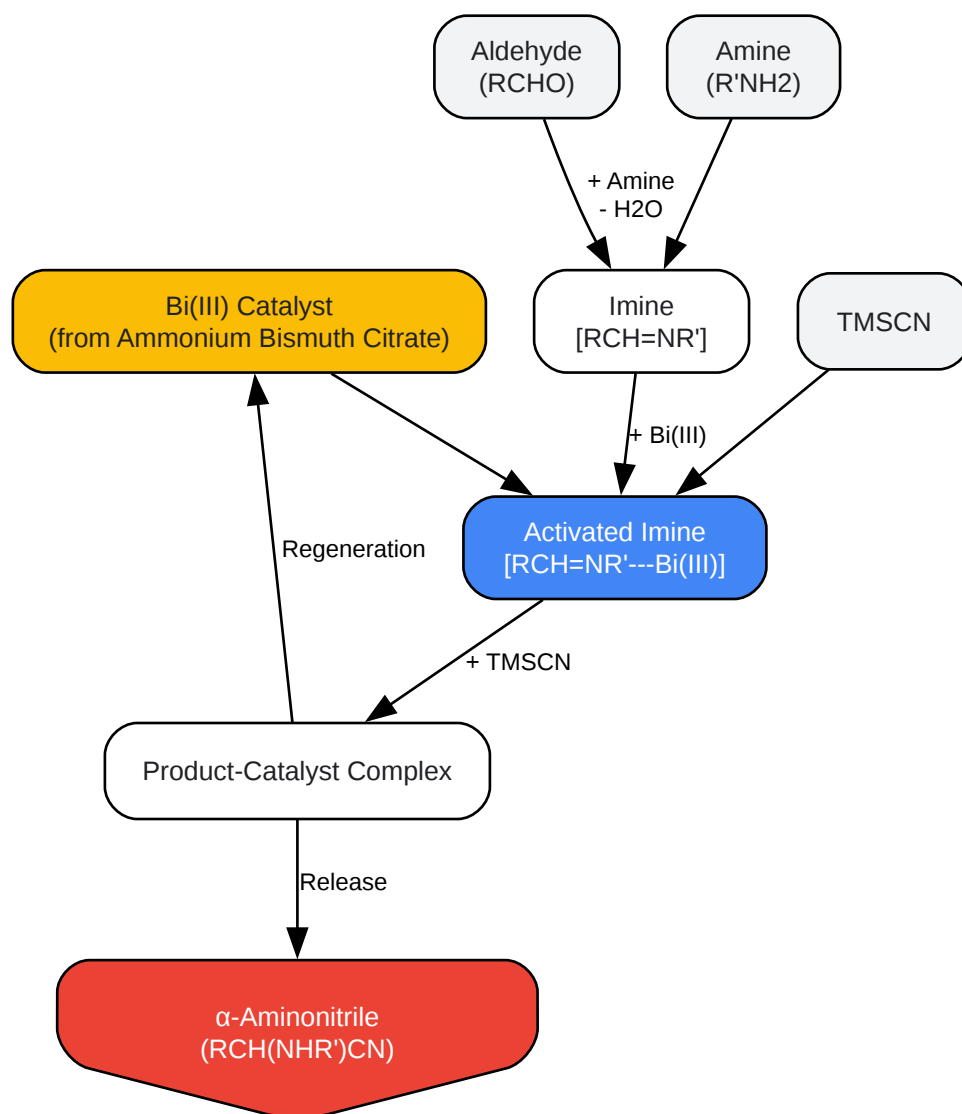 Aldehyde
(RCHO)
Amine
(R'NH2)
+ Amine
- H2O
Bi(III) Catalyst
(from Ammonium Bismuth Citrate)
Imine
[RCH=NR']
TMSCN
+ Bi(III)
Activated Imine
[RCH=NR'---Bi(III)]
Regeneration
+ TMSCN
Product-Catalyst Complex
Release
α-Aminonitrile
(RCH(NHR')CN)